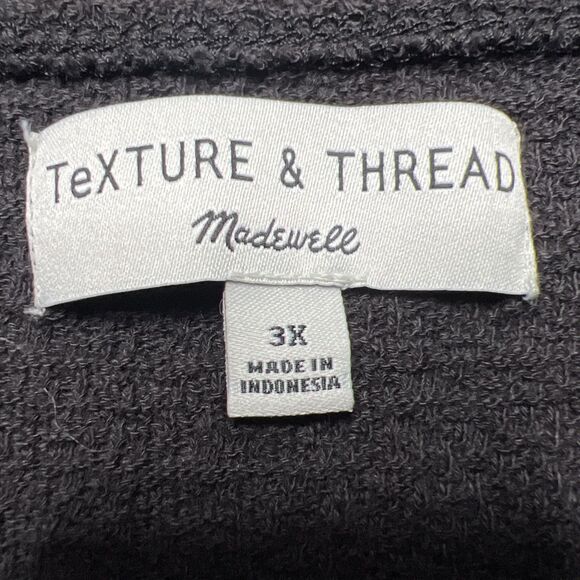 TeXTURE & THREAD
Madewell
3X
MADE IN
INDONESIA